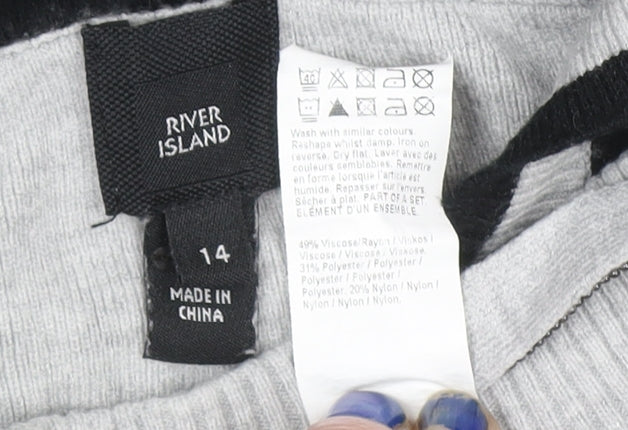 RIVER
ISLAND
14
MADE IN
CHINA
40
Wash with similar colours.
Reshape whilst damp. Iron on
reverse. Dry flat. Laver avec des
couleurs semblables. Remettre
en forme lorsque l'article est
humide. Repasser sur l'envers.
Sécher à plat. PART OF A SET.
ÉLÉMENT D'UN ENSEMBLE.
49% Viscose/Rayon / Viskos /
Viscose / Viscose / Viskose.
31% Polyester / Polyester /
Polyester / Polyester /
Polyester. 20% Nylon / Nylon /
Nylon / Nylon / Nylon.